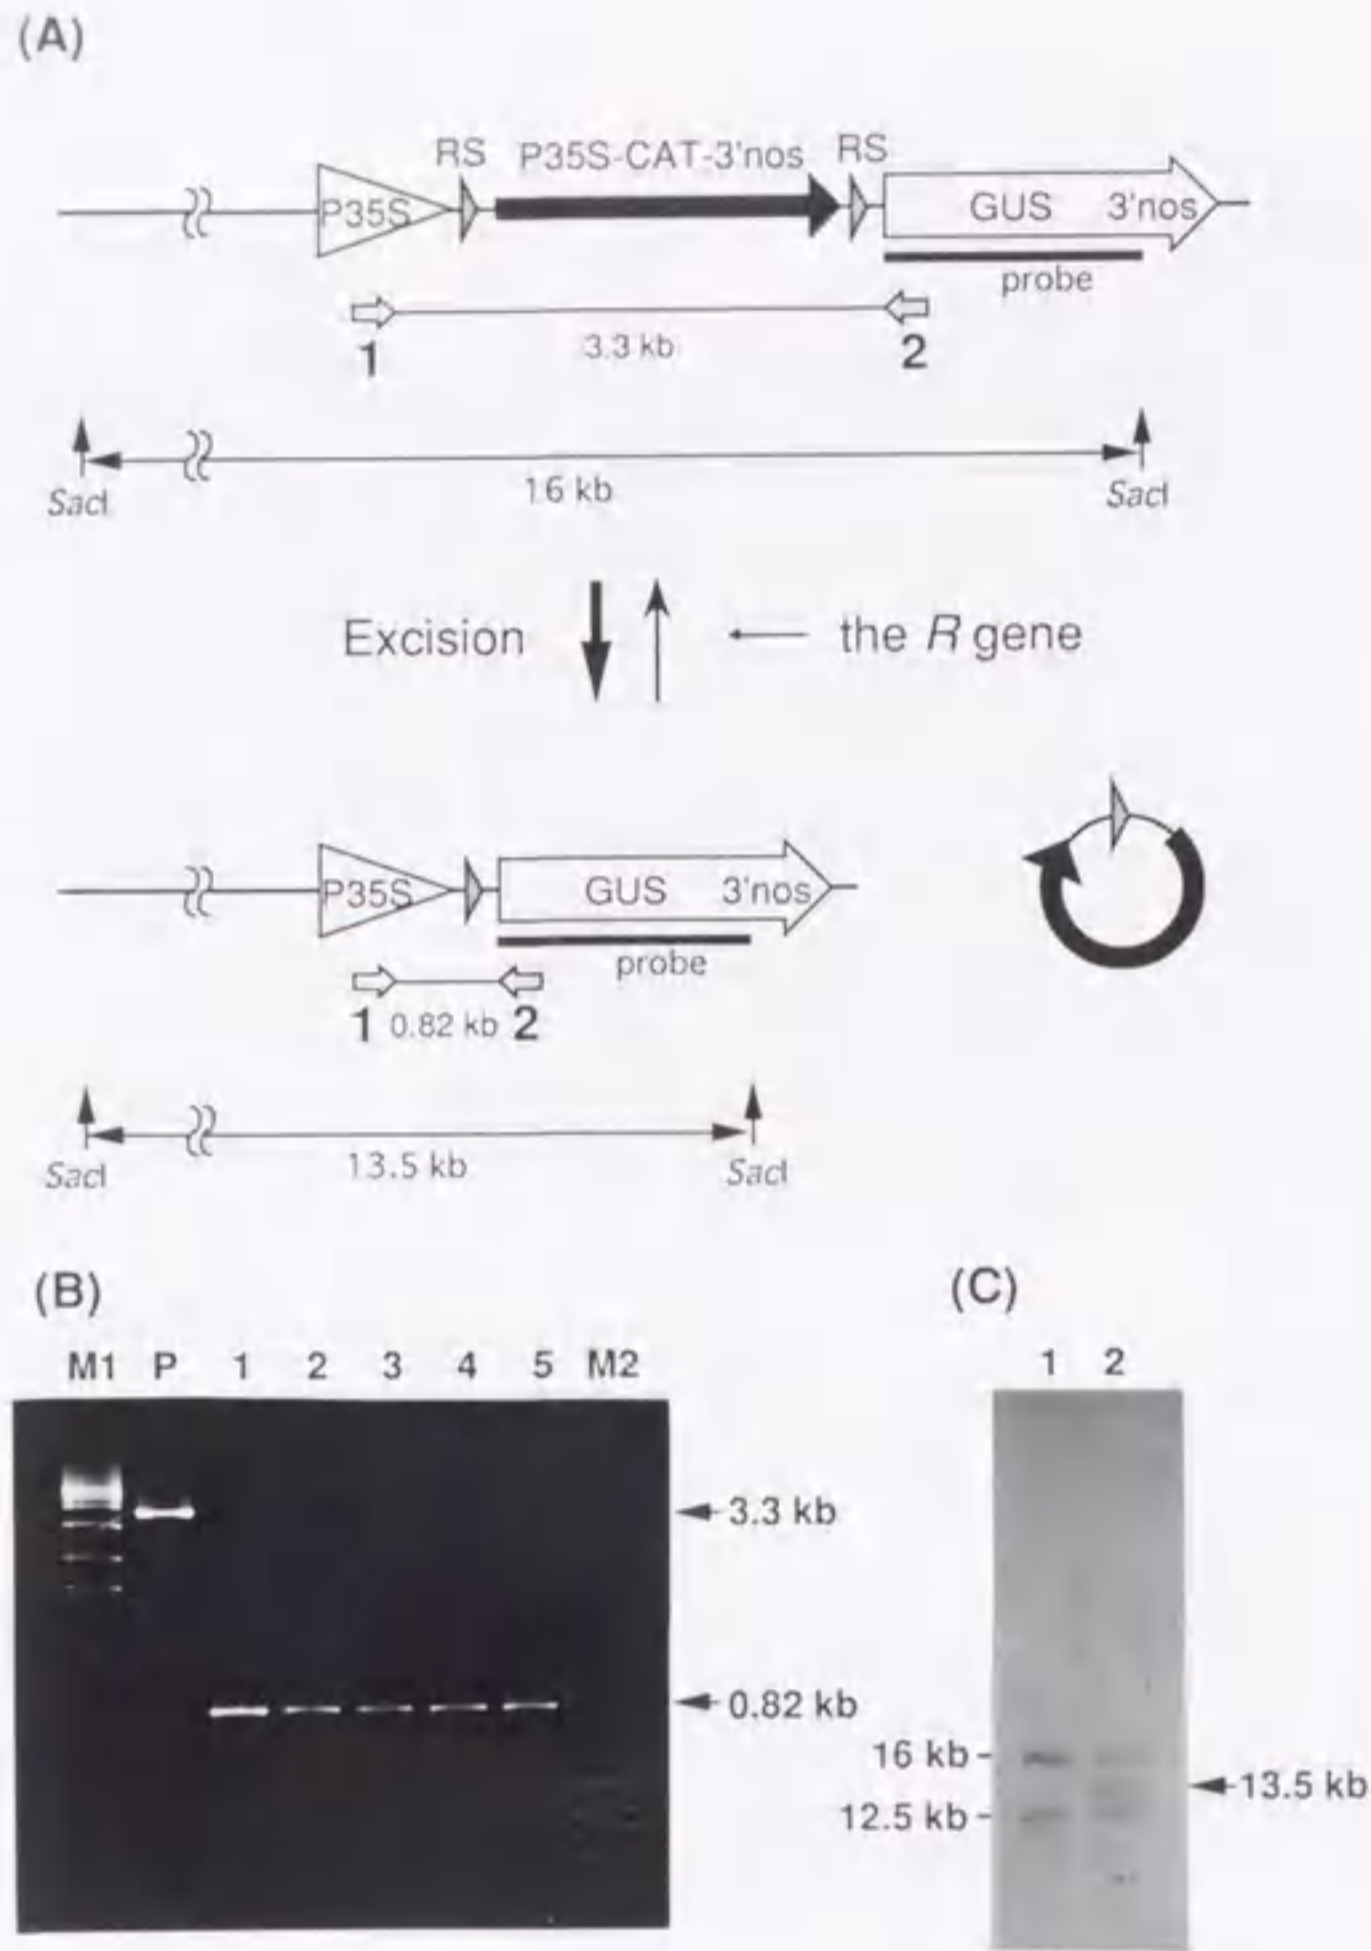 (A)
RS P35S-CAT-3'nos RS
P35S GUS 3'nos
probe
1 3.3 kb 2
SacI 16 kb SacI
Excision the R gene
P35S GUS 3'nos
probe
1 0.82 kb 2
SacI 13.5 kb SacI
(B)
M1 P 1 2 3 4 5 M2
3.3 kb
0.82 kb
(C)
1 2
16 kb
13.5 kb
12.5 kb